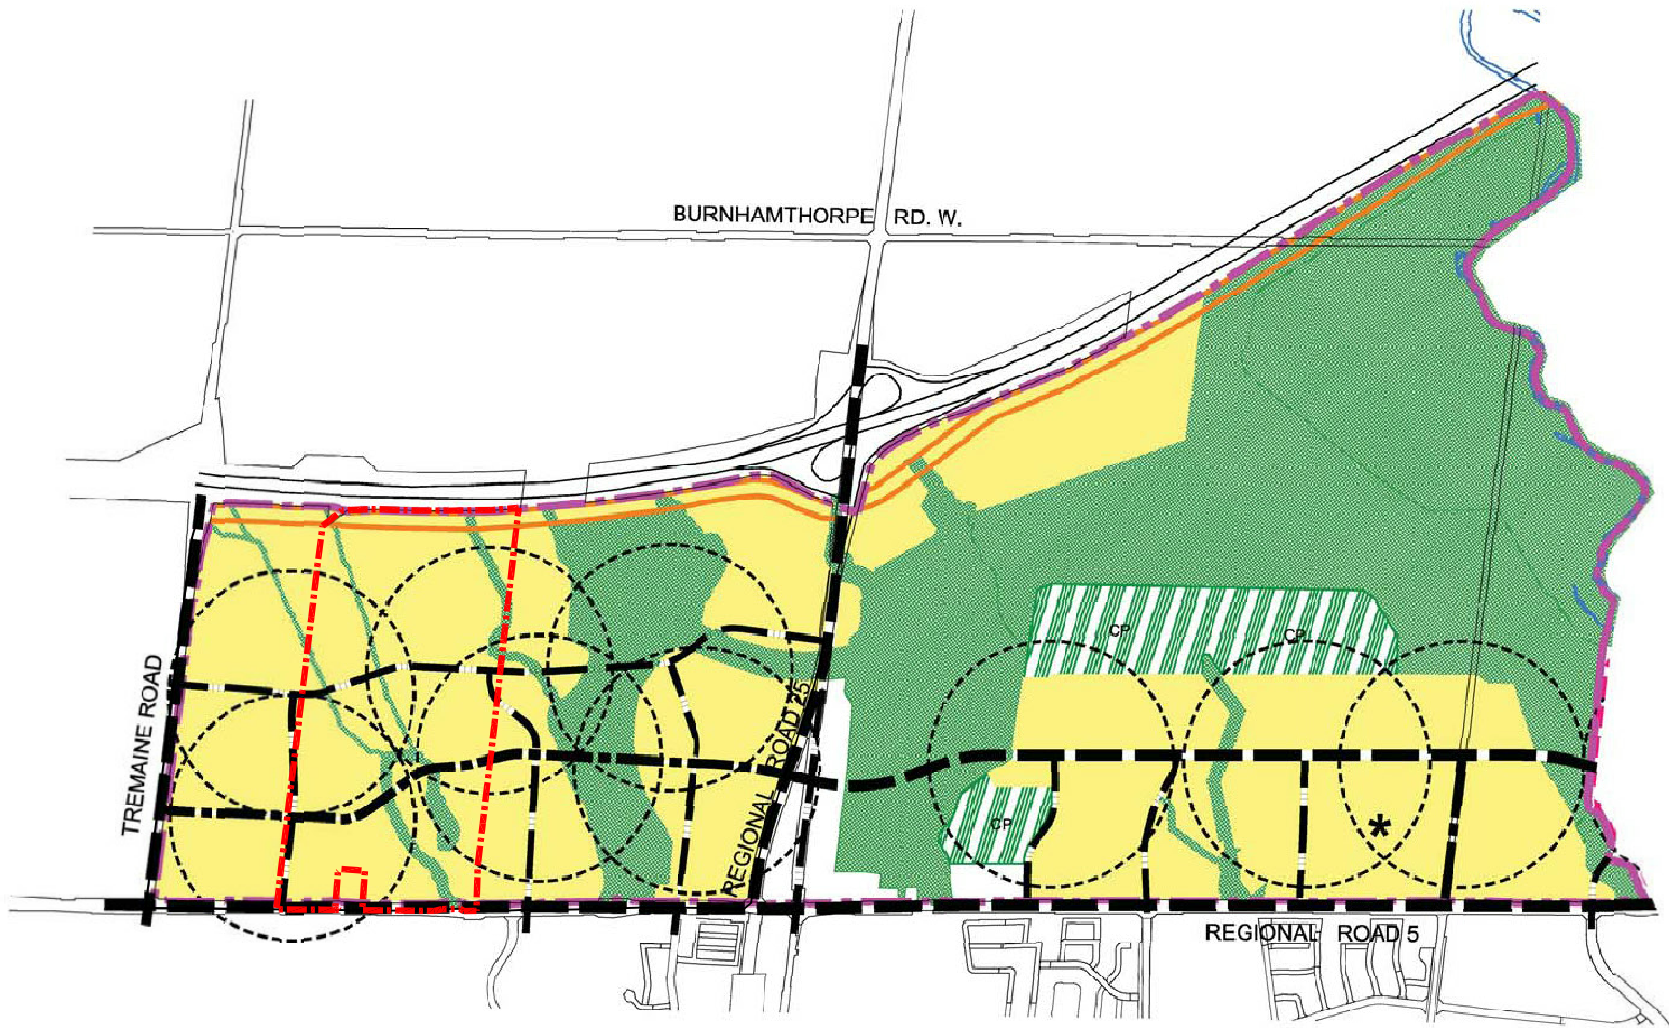 BURNHAMTHORPE RD. W.
CP
CP
TREMAINE ROAD
REGIONAL ROAD 25
CP
*
REGIONAL ROAD 5